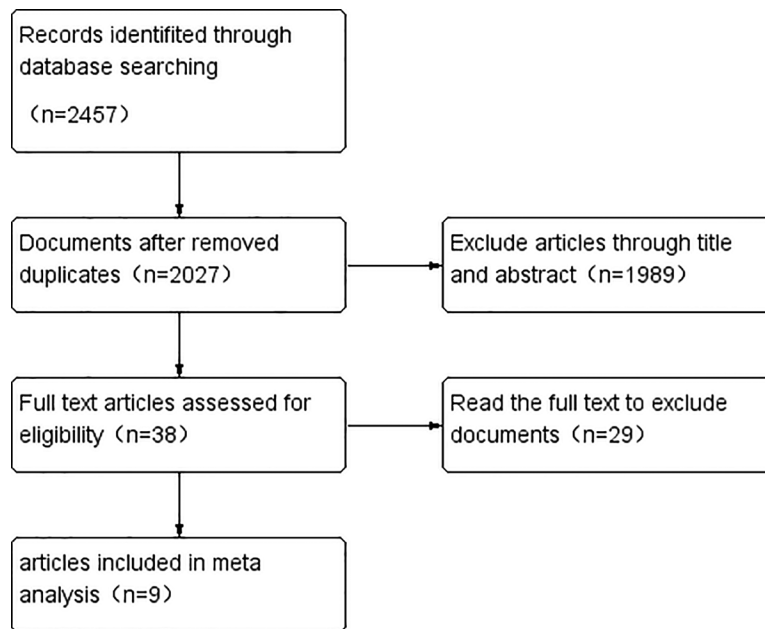 Records identifited through
database searching
（n=2457）
Documents after removed
duplicates（n=2027）
Exclude articles through title
and abstract（n=1989）
Full text articles assessed for
eligibility（n=38）
Read the full text to exclude
documents（n=29）
articles included in meta
analysis（n=9）